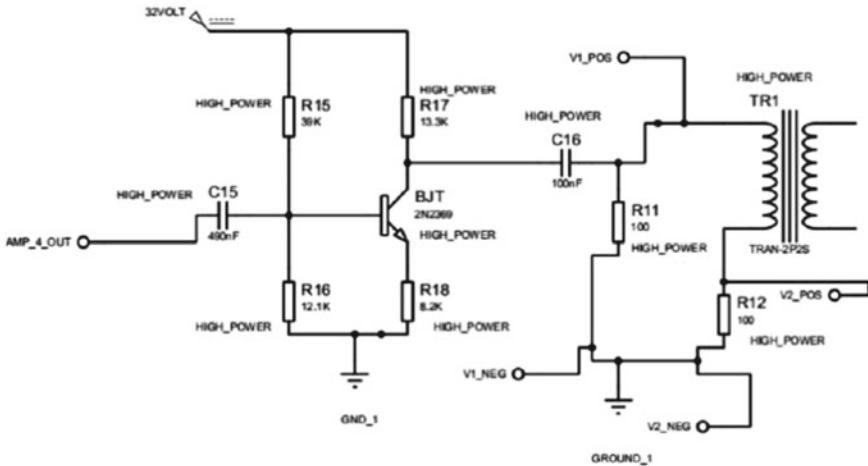 32VOLT
V1_POS
HIGH_POWER
TR1
HIGH_POWER
R15
39K
HIGH_POWER
R17
13.3K
HIGH_POWER
C16
100nF
HIGH_POWER
C15
490nF
BJT
2N2369
HIGH_POWER
R11
100
HIGH_POWER
TRAN-2P2S
AMP_4_OUT
R16
12.1K
HIGH_POWER
R18
8.2K
HIGH_POWER
R12
100
HIGH_POWER
V2_POS
V1_NEG
GND_1
V2_NEG
GROUND_1